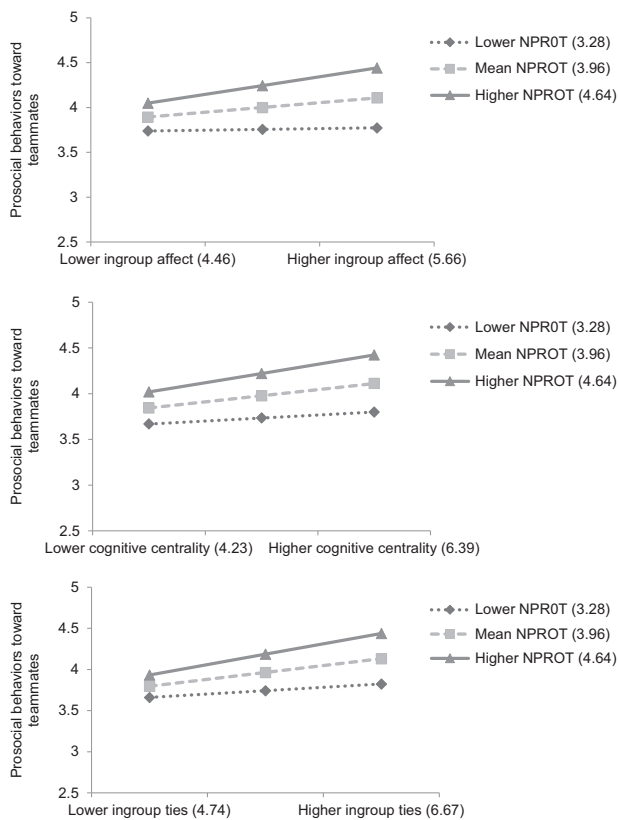 Prosocial behaviors toward
teammates
5
4.5
4
3.5
3
2.5
Lower ingroup affect (4.46)
Higher ingroup affect (5.66)
Lower NPR0T (3.28)
Mean NPROT (3.96)
Higher NPROT (4.64)
Prosocial behaviors toward
teammates
5
4.5
4
3.5
3
2.5
Lower cognitive centrality (4.23)
Higher cognitive centrality (6.39)
Lower NPR0T (3.28)
Mean NPROT (3.96)
Higher NPROT (4.64)
Prosocial behaviors toward
teammates
5
4.5
4
3.5
3
2.5
Lower ingroup ties (4.74)
Higher ingroup ties (6.67)
Lower NPR0T (3.28)
Mean NPROT (3.96)
Higher NPROT (4.64)